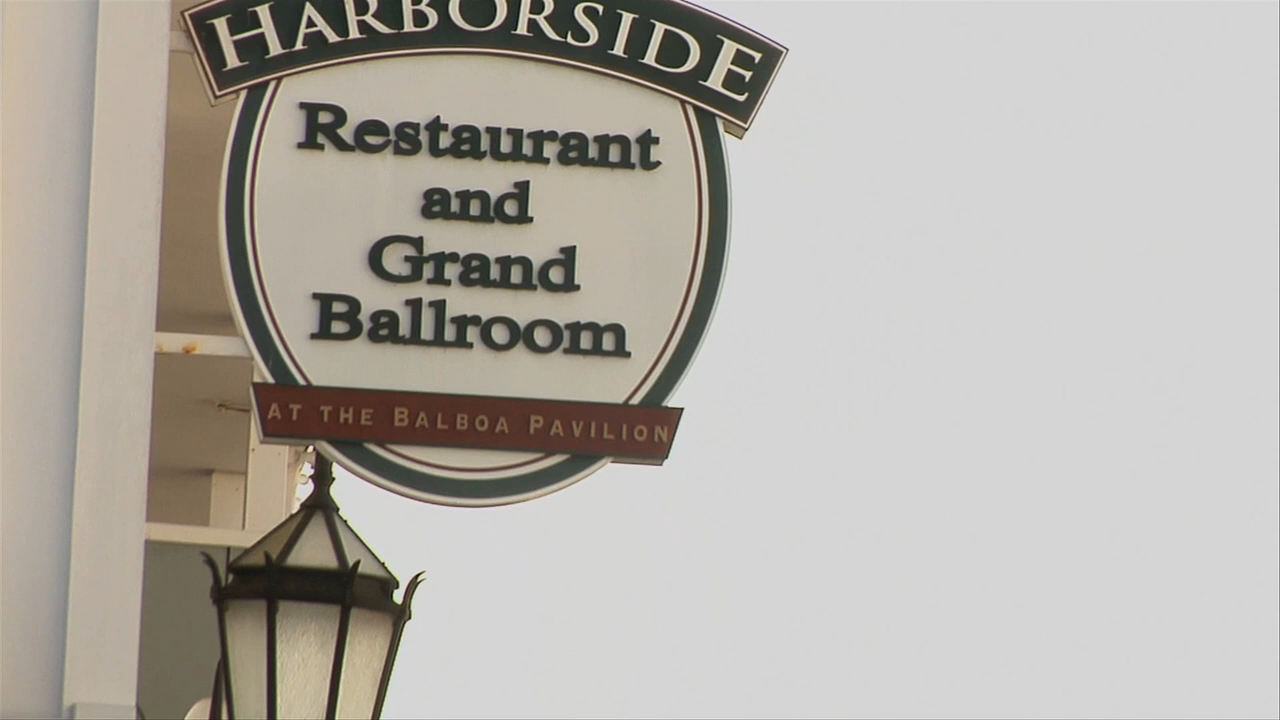 HARBORSIDE
Restaurant
and
Grand
Ballroom
AT THE BALBOA PAVILION